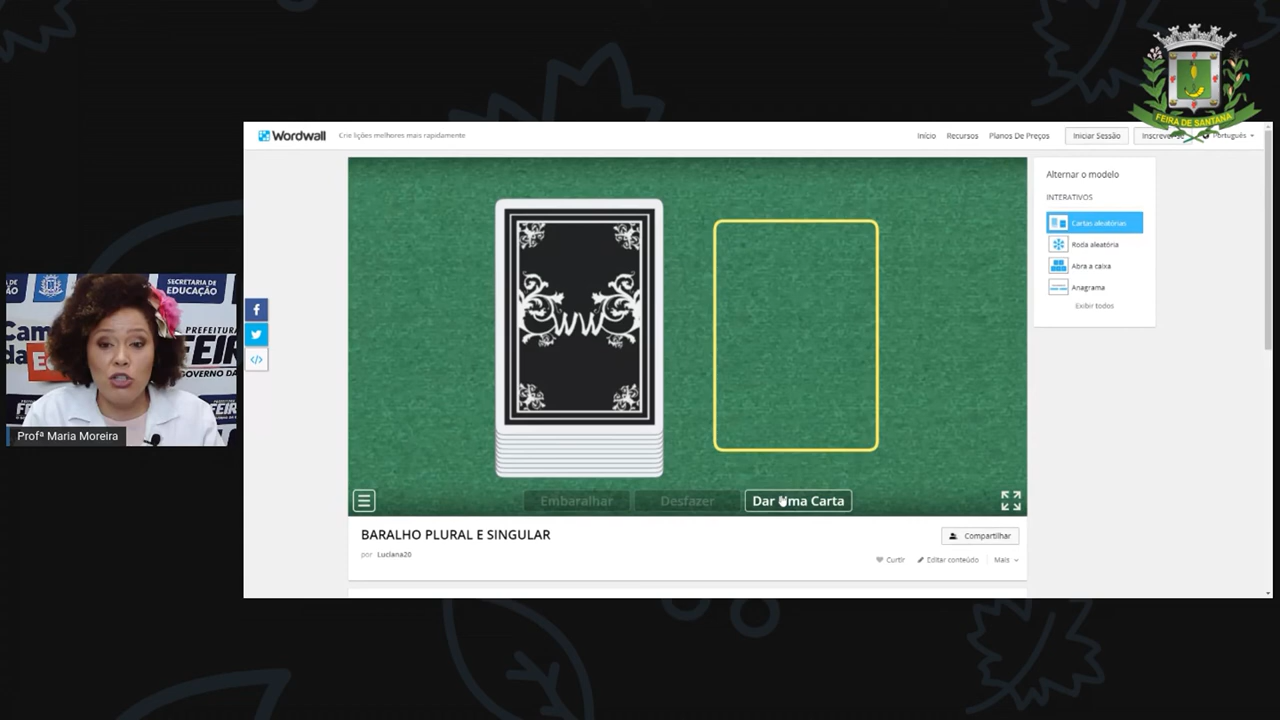 FEIRA DE SANTANA
Wordwall
Crie lições melhores mais rapidamente
Início
Recursos
Planos De Preços
Iniciar Sessão
Português
Alternar o modelo
INTERATIVOS
Cartas aleatórias
Roda aleatória
Abra a caixa
Anagrama
Exibir todos
ww
SECRETARIA DE
EDUCAÇÃO
PREFEITURA
GOVERNO DA
Profª Maria Moreira
Embaralhar
Desfazer
Dar Uma Carta
BARALHO PLURAL E SINGULAR
por Luciana20
Compartilhar
Curtir
Editar conteúdo
Mais